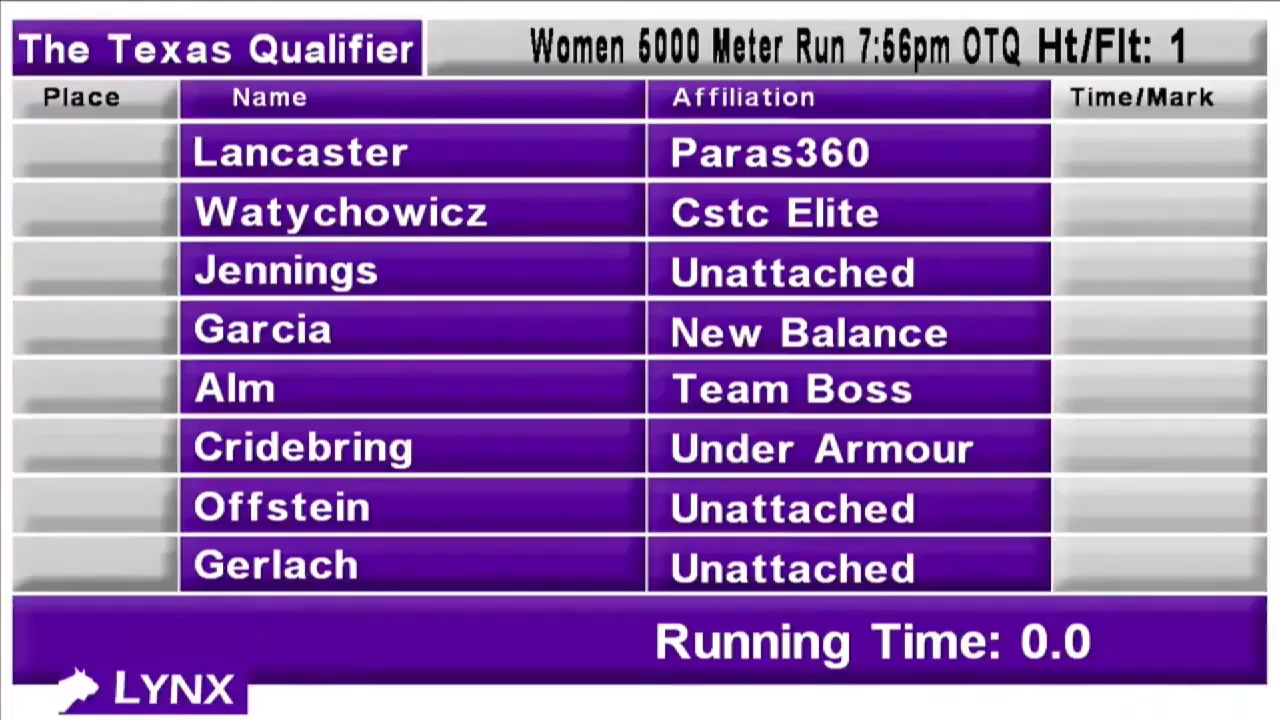 The Texas Qualifier Women 5000 Meter Run 7:56pm OTQ Ht/Flt: 1
Place Name Affiliation Time/Mark
Lancaster Paras360
Watychowicz Cstc Elite
Jennings Unattached
Garcia New Balance
Alm Team Boss
Cridebring Under Armour
Offstein Unattached
Gerlach Unattached
Running Time: 0.0
LYNX